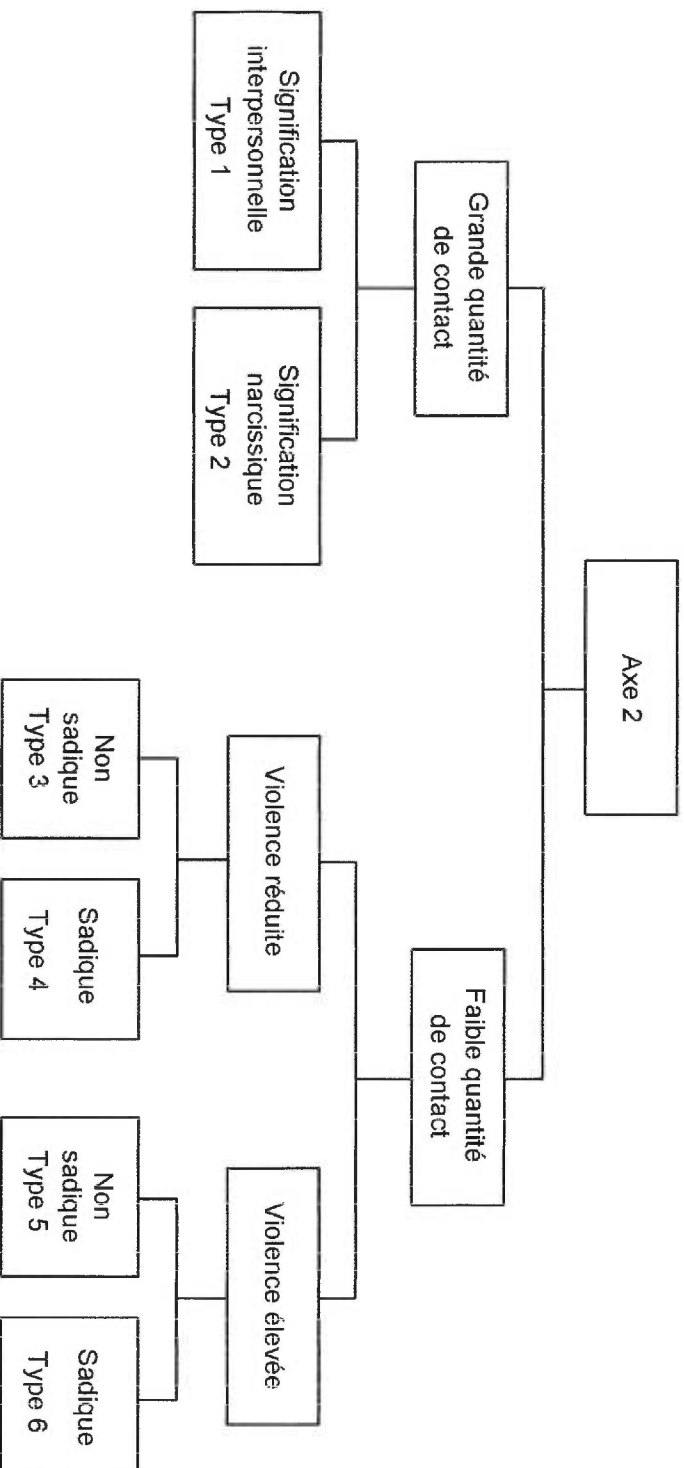 Axe 2
Grande quantité
de contact
Faible quantité
de contact
Signification
interpersonnelle
Type 1
Signification
narcissique
Type 2
Violence réduite
Violence élevée
Non
sadique
Type 3
Sadique
Type 4
Non
sadique
Type 5
Sadique
Type 6